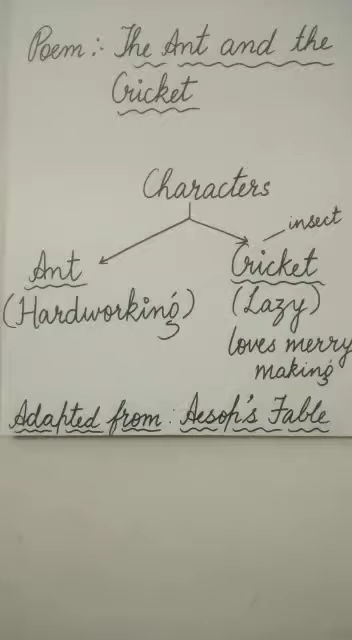 Poem:- The Ant and the
Cricket
Characters
insect
Ant
Cricket
(Hardworking)
(Lazy)
loves merry
making
Adapted from: Aesop's Fable